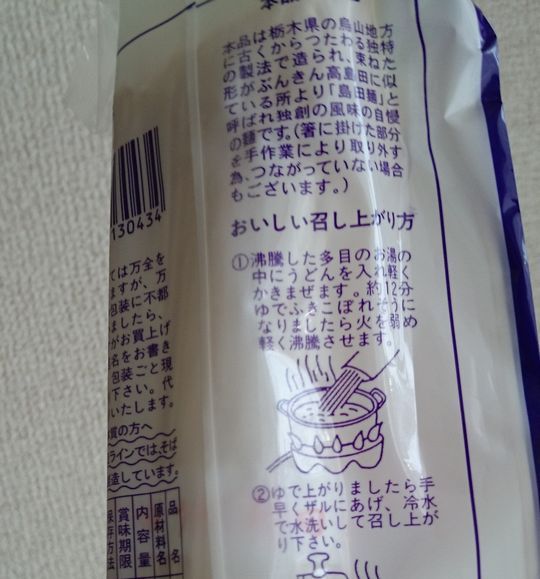 本品は栃木県の烏山地方
に古くからつたわる独特
の製法で造られ、束ねた
形がぶんきん高島田に似
ている所より「島田麺」と
呼ばれ独創の風味の自慢
の麺です。(箸に掛けた部分
を手作業により取り外す
為、つながっていない場合
もございます。)
おいしい召し上がり方
①沸騰した多目のお湯の
中にうどんを入れ軽く
かきまぜます。約12分
ゆでふきこぼれそうに
なりましたら火を弱め
軽く沸騰させます。
②ゆで上がりましたら手
早くザルにあげ、冷水
で水洗いして召し上が
り下さい。
130434
ては万全を
ますが、万
包装に不都
ましたら、
がお買上げ
名をお書き
包装ごと現
下さい。代
いたします。
の方へ
ラインでは、そば
造しています。
品名
原材料名
内容量
賞味期限
保存方法